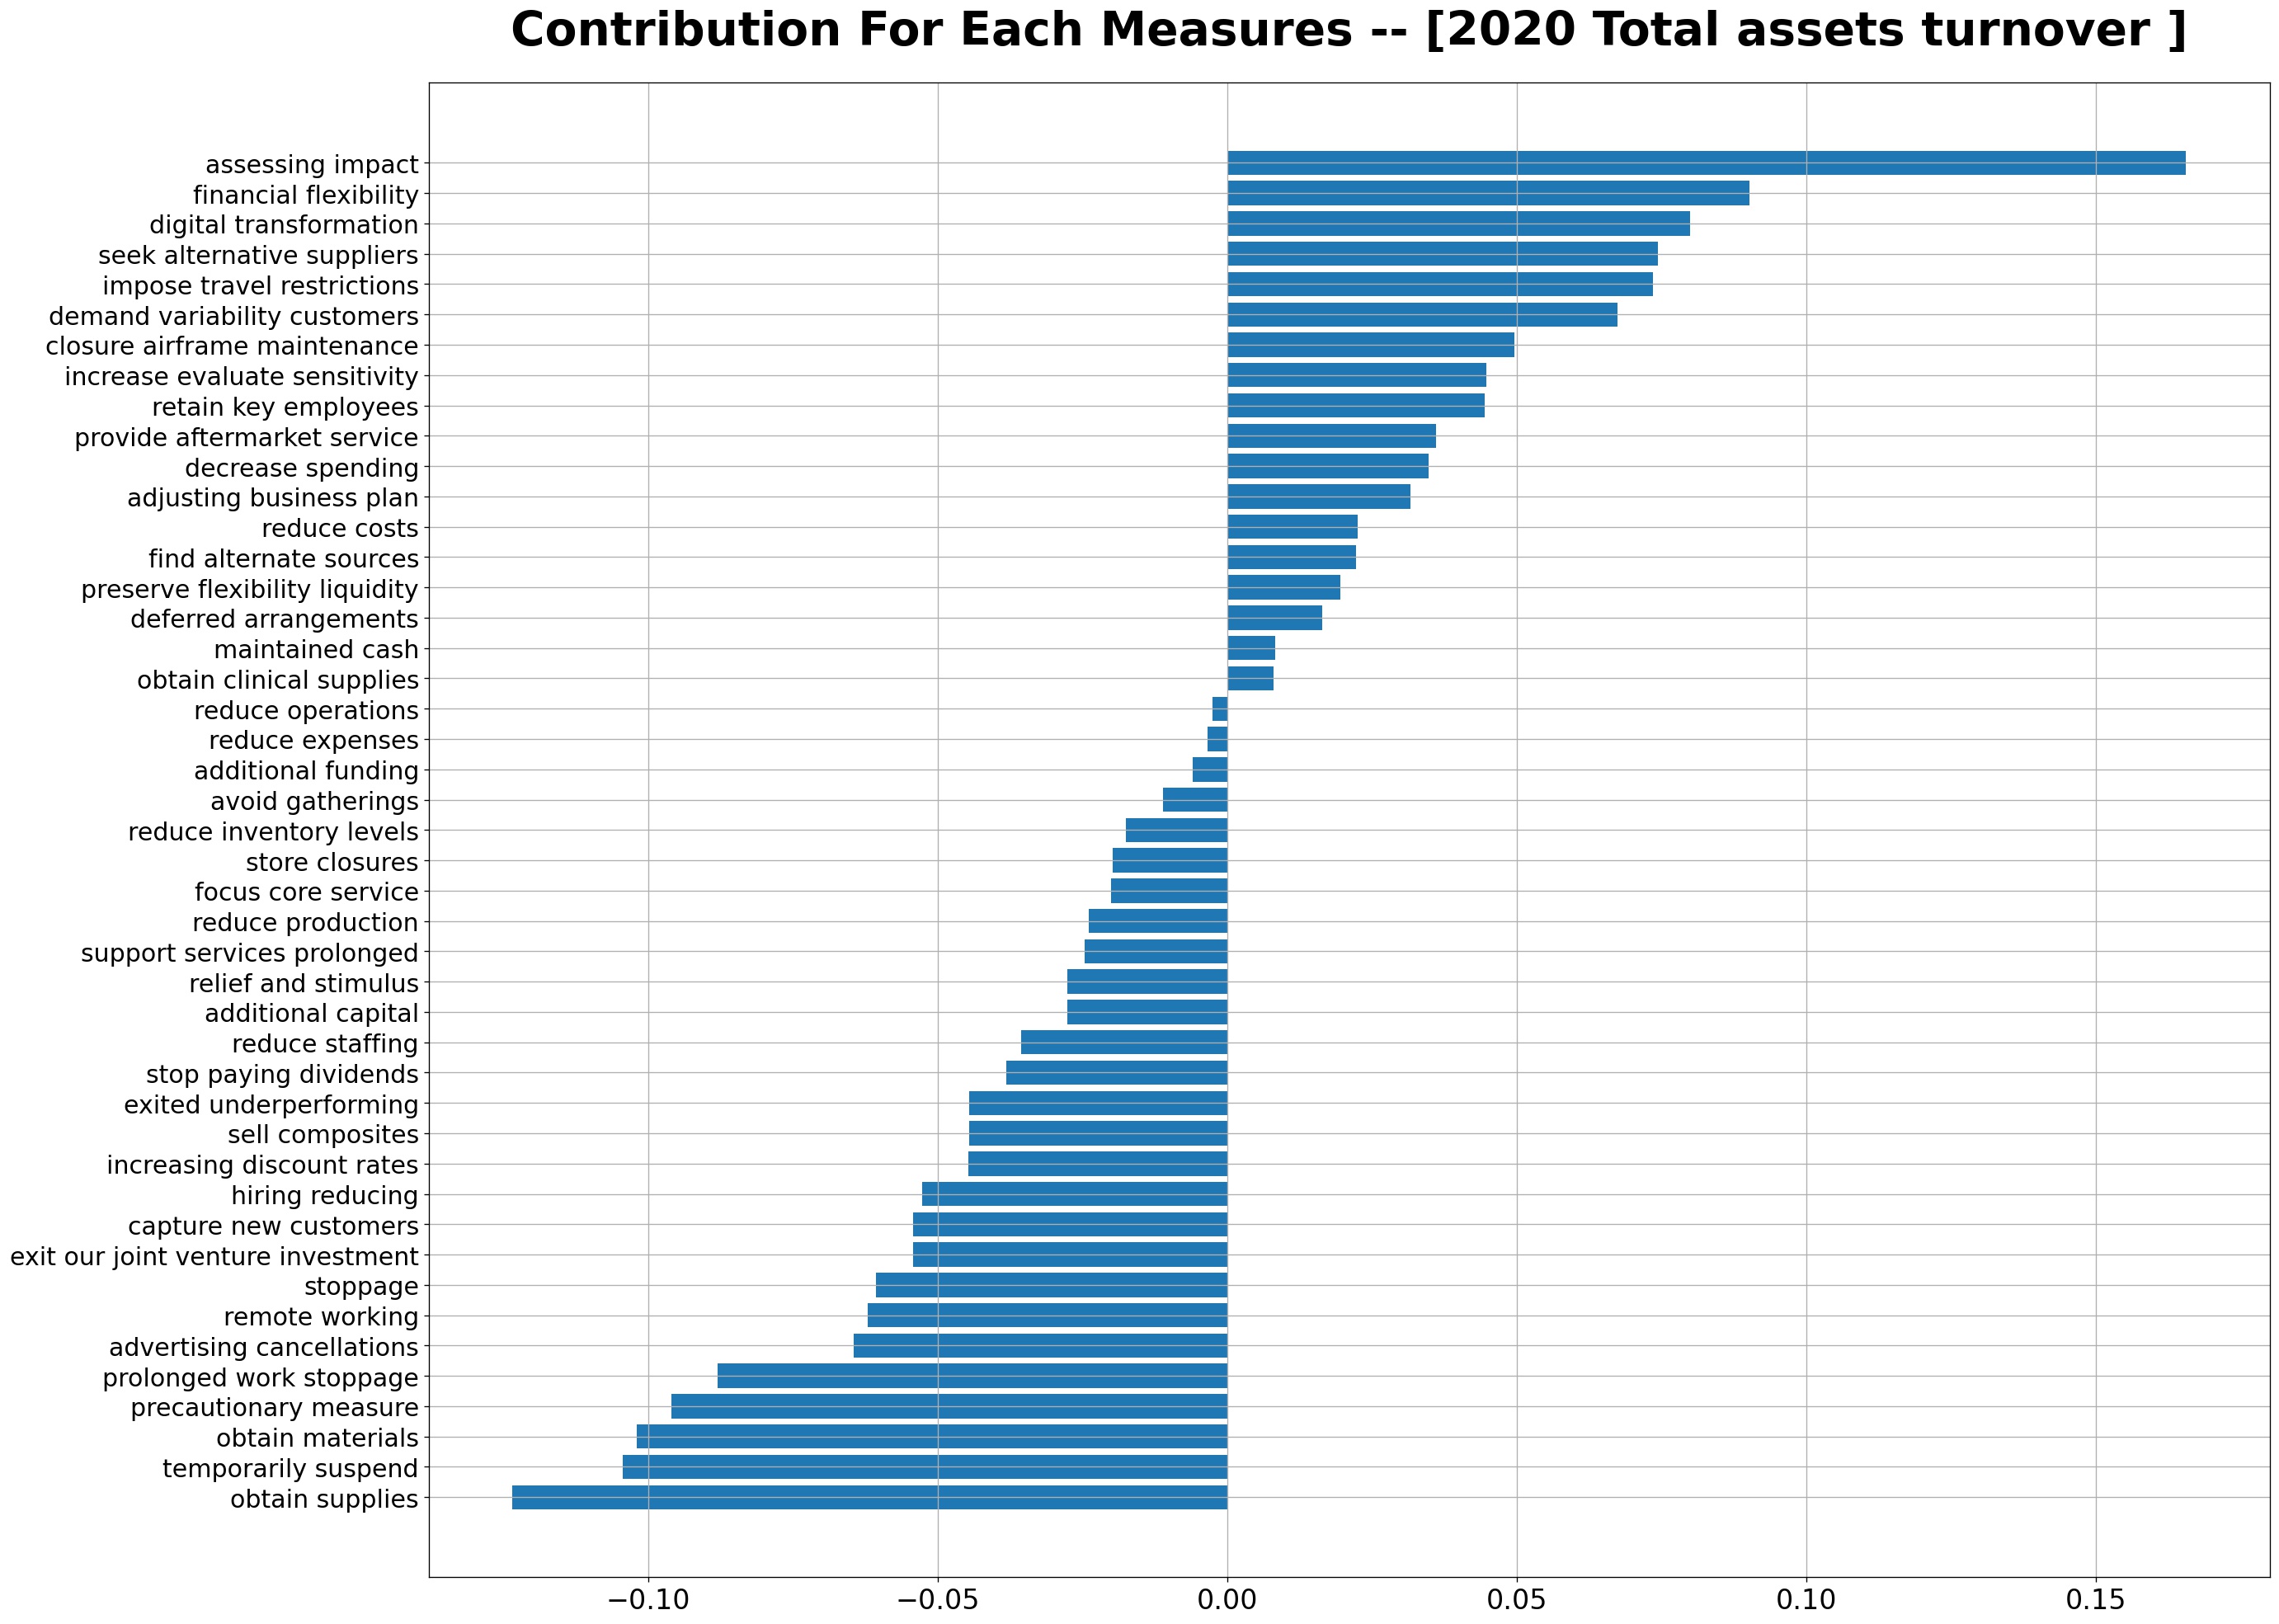 Contribution For Each Measures -- [2020 Total assets turnover ]
assessing impact
financial flexibility
digital transformation
seek alternative suppliers
impose travel restrictions
demand variability customers
closure airframe maintenance
increase evaluate sensitivity
retain key employees
provide aftermarket service
decrease spending
adjusting business plan
reduce costs
find alternate sources
preserve flexibility liquidity
deferred arrangements
maintained cash
obtain clinical supplies
reduce operations
reduce expenses
additional funding
avoid gatherings
reduce inventory levels
store closures
focus core service
reduce production
support services prolonged
relief and stimulus
additional capital
reduce staffing
stop paying dividends
exited underperforming
sell composites
increasing discount rates
hiring reducing
capture new customers
exit our joint venture investment
stoppage
remote working
advertising cancellations
prolonged work stoppage
precautionary measure
obtain materials
temporarily suspend
obtain supplies
−0.10 −0.05 0.00 0.05 0.10 0.15